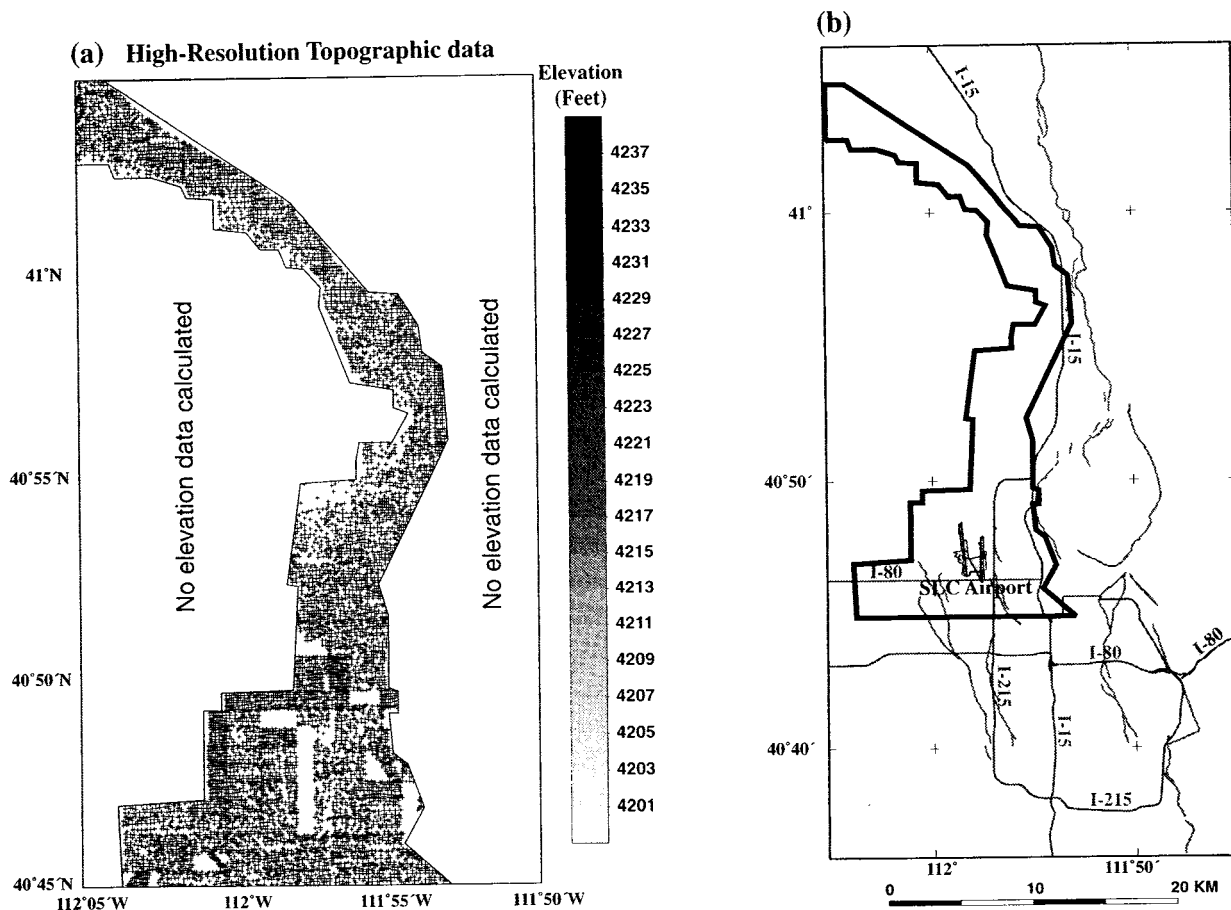 (a) High-Resolution Topographic data
Elevation
(Feet)
4237
4235
4233
4231
4229
4227
4225
4223
4221
4219
4217
4215
4213
4211
4209
4207
4205
4203
4201
No elevation data calculated
No elevation data calculated
41˚N
40˚55´N
40˚50´N
40˚45´N
112˚05´W
112˚W
111˚55´W
111˚50´W
(b)
I-15
41˚
I-15
40˚50´
I-80
SLC Airport
I-80
I-80
I-215
I-15
40˚40´
I-215
112˚
111˚50´
0 10 20 KM